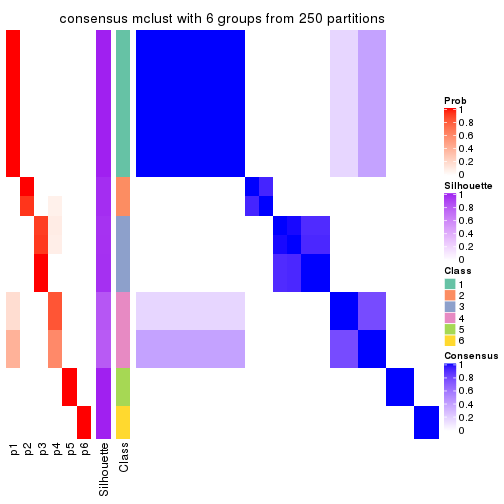 consensus mclust with 6 groups from 250 partitions
Prob
1
0.8
0.6
0.4
0.2
0
Silhouette
1
0.8
0.6
0.4
0.2
0
Class
1
2
3
4
5
6
Consensus
1
0.8
0.6
0.4
0.2
0
p1
p2
p3
p4
p5
p6
Silhouette
Class